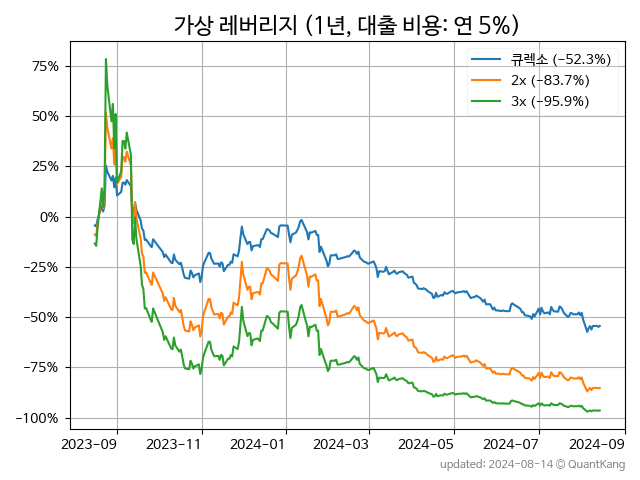 가상 레버리지 (1년, 대출 비용: 연 5%)
큐렉소 (−52.3%)
2x (−83.7%)
3x (−95.9%)
75%
50%
25%
0%
−25%
−50%
−75%
−100%
2023-09 2023-11 2024-01 2024-03 2024-05 2024-07 2024-09
updated: 2024-08-14 © QuantKang